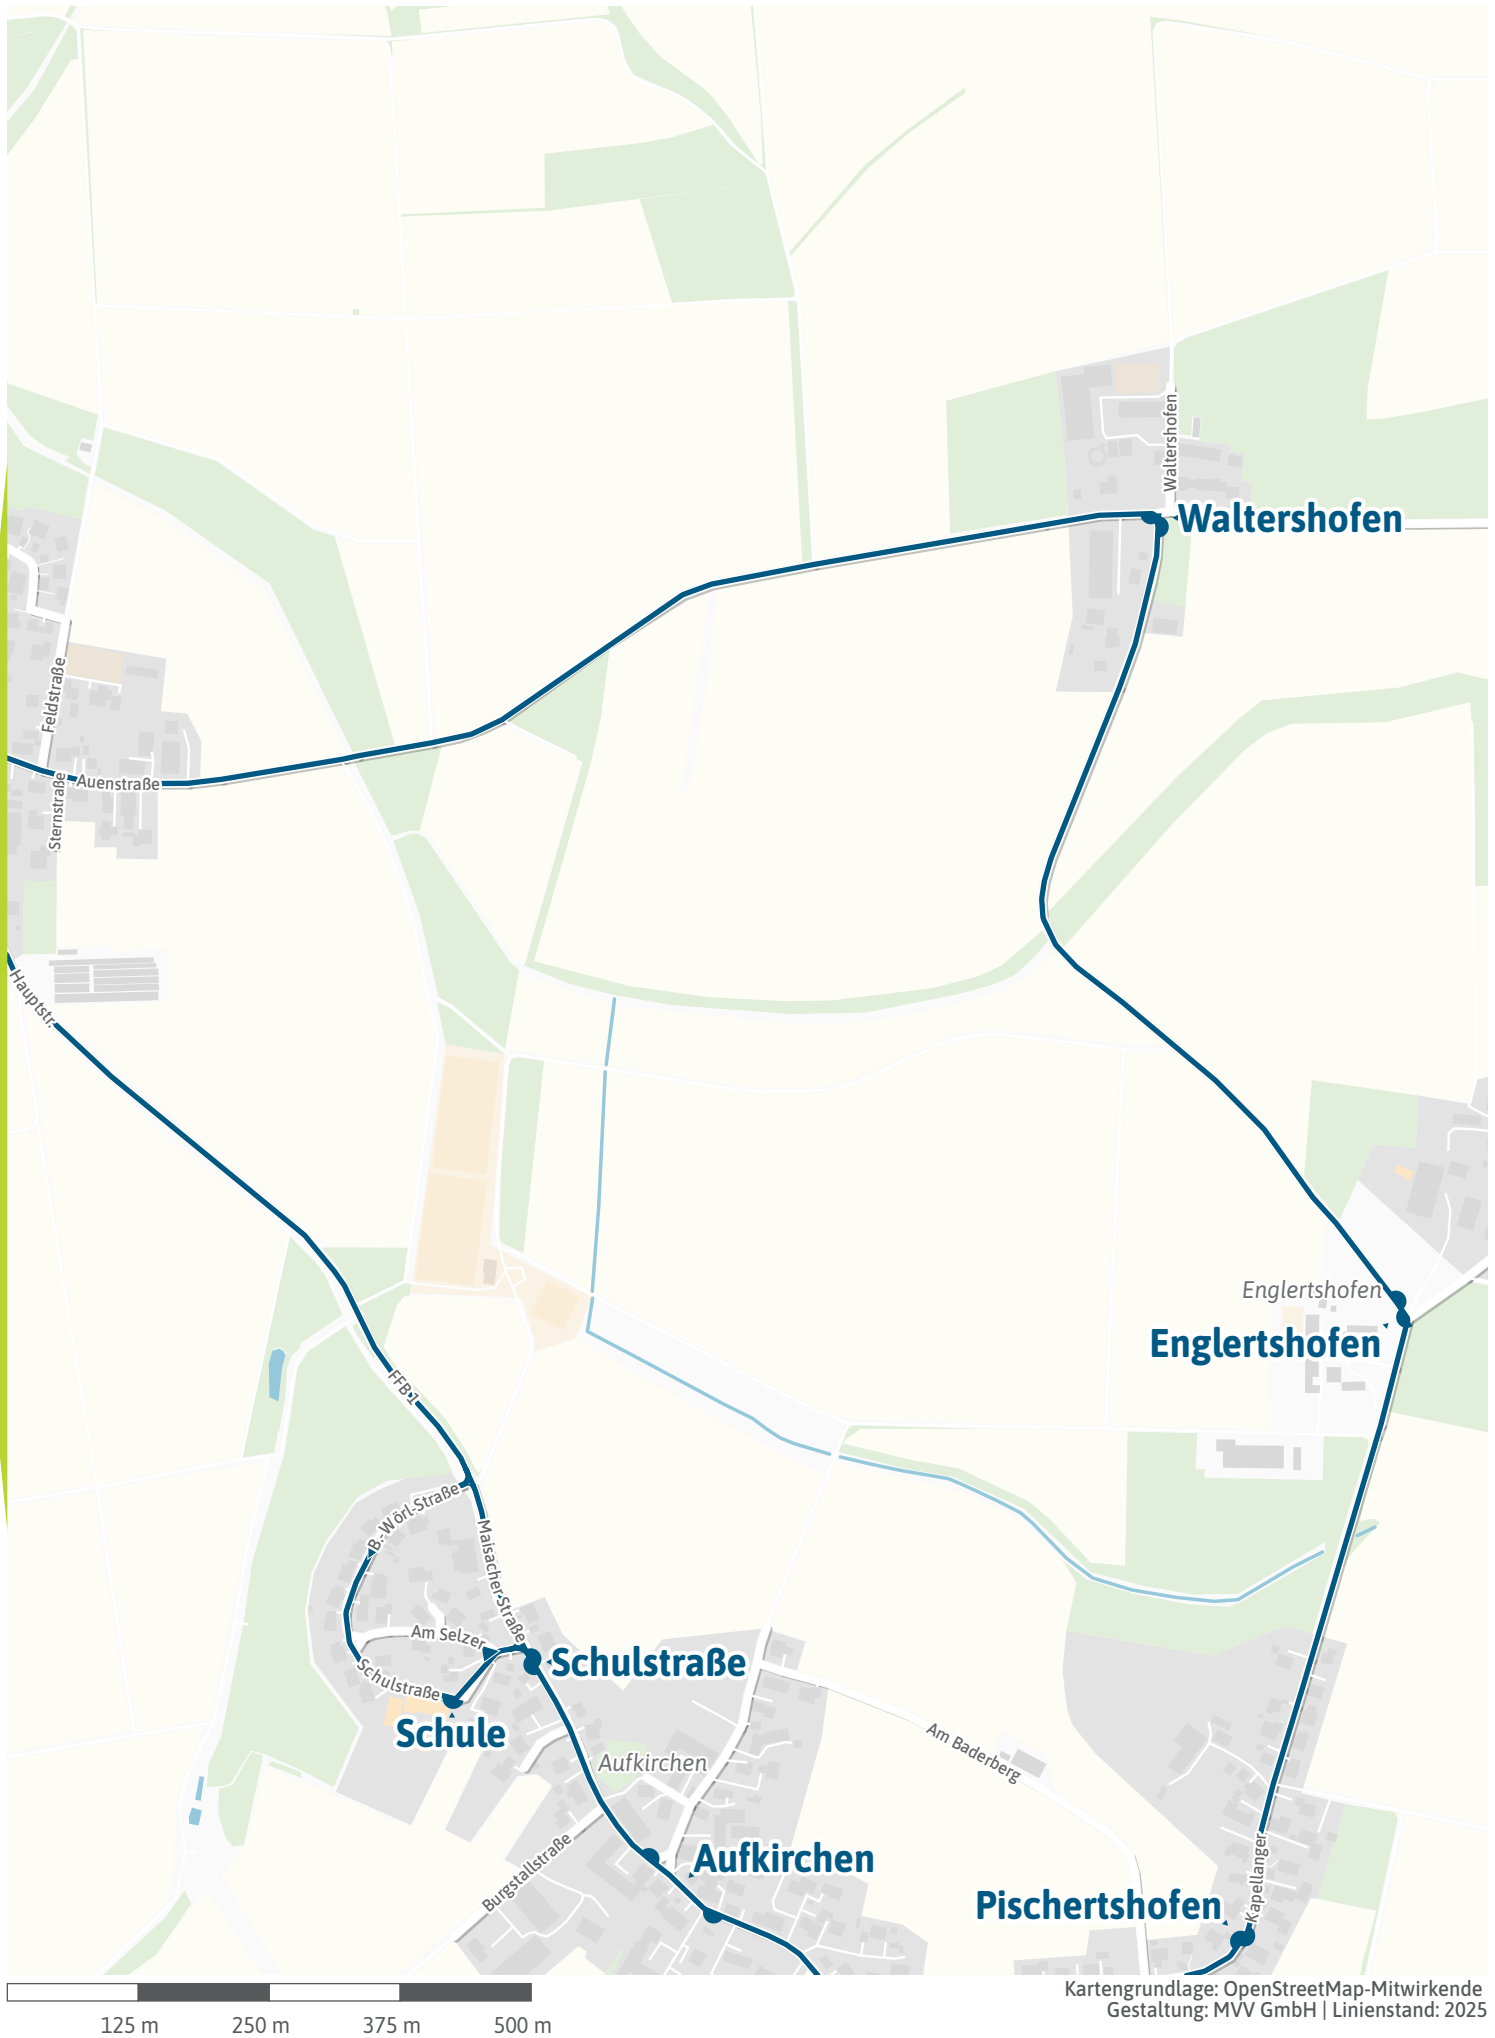 Waltershofen
Waltershofen
Feldstraße
Auenstraße
Sternstraße
Hauptstr.
Englertshofen
Englertshofen
FFB 1
B.-Wörl-Straße
Maisacher Straße
Am Selzer
Schulstraße
Schulstraße
Schule
Aufkirchen
Am Baderberg
Burgstallstraße
Aufkirchen
Kapellanger
Pischertshofen
Kartengrundlage: OpenStreetMap-Mitwirkende
Gestaltung: MVV GmbH | Linienstand: 2025
125 m 250 m 375 m 500 m